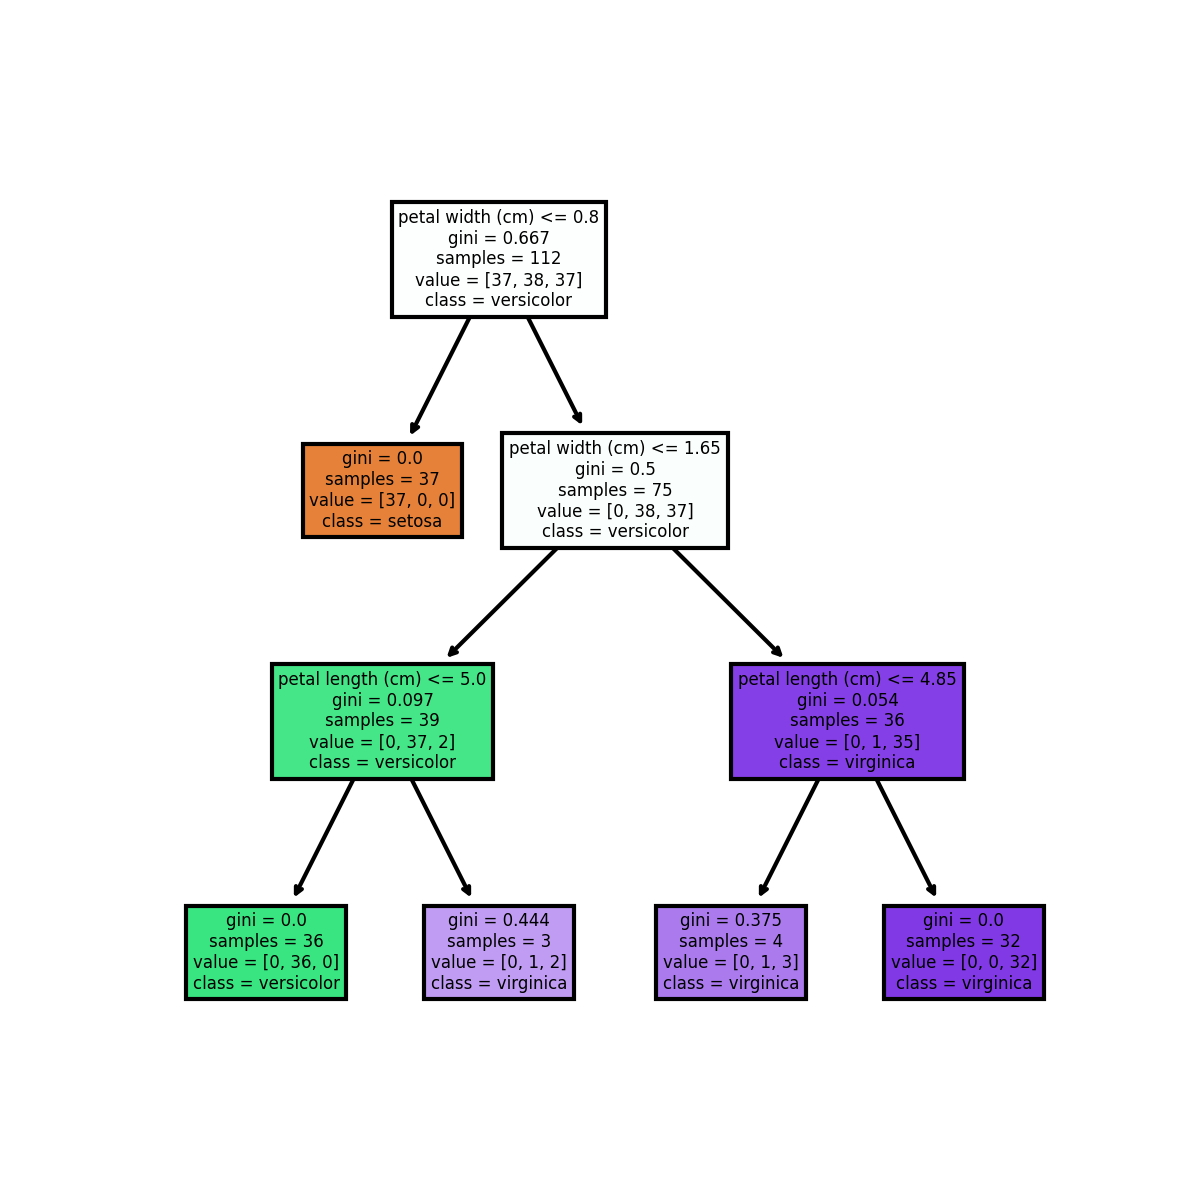 petal width (cm) <= 0.8
gini = 0.667
samples = 112
value = [37, 38, 37]
class = versicolor
gini = 0.0
samples = 37
value = [37, 0, 0]
class = setosa
petal width (cm) <= 1.65
gini = 0.5
samples = 75
value = [0, 38, 37]
class = versicolor
petal length (cm) <= 5.0
gini = 0.097
samples = 39
value = [0, 37, 2]
class = versicolor
petal length (cm) <= 4.85
gini = 0.054
samples = 36
value = [0, 1, 35]
class = virginica
gini = 0.0
samples = 36
value = [0, 36, 0]
class = versicolor
gini = 0.444
samples = 3
value = [0, 1, 2]
class = virginica
gini = 0.375
samples = 4
value = [0, 1, 3]
class = virginica
gini = 0.0
samples = 32
value = [0, 0, 32]
class = virginica